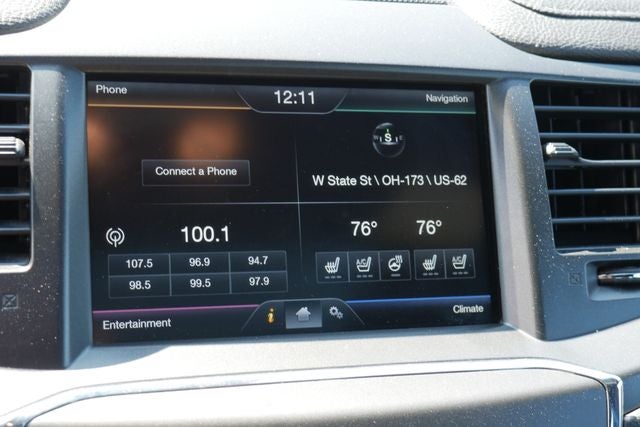 Phone
12:11
Navigation
S
Connect a Phone
W State St \ OH-173 \ US-62
100.1
76° 76°
107.5 96.9 94.7
98.5 99.5 97.9
A/C A/C
i
Entertainment
Climate